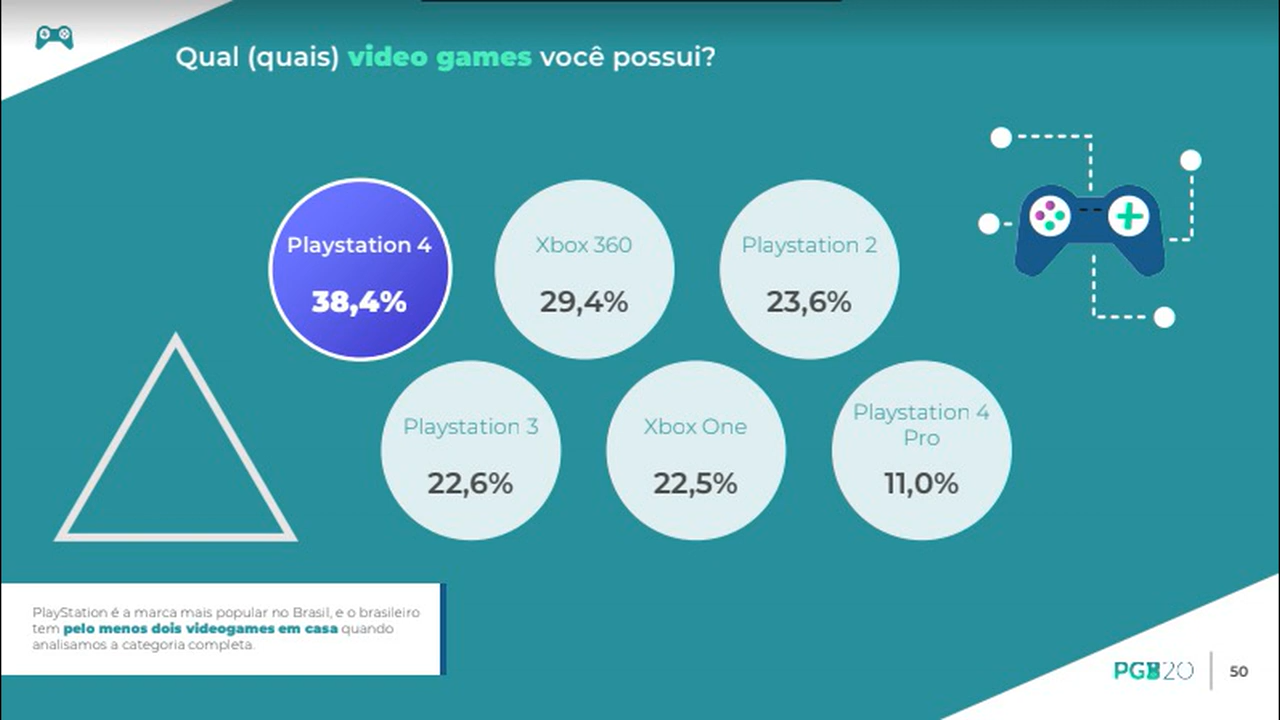 Qual (quais) video games você possui?
Playstation 4
38,4%
Xbox 360
29,4%
Playstation 2
23,6%
Playstation 3
22,6%
Xbox One
22,5%
Playstation 4
Pro
11,0%
PlayStation é a marca mais popular no Brasil, e o brasileiro
tem pelo menos dois videogames em casa quando
analisamos a categoria completa.
PGB20
50